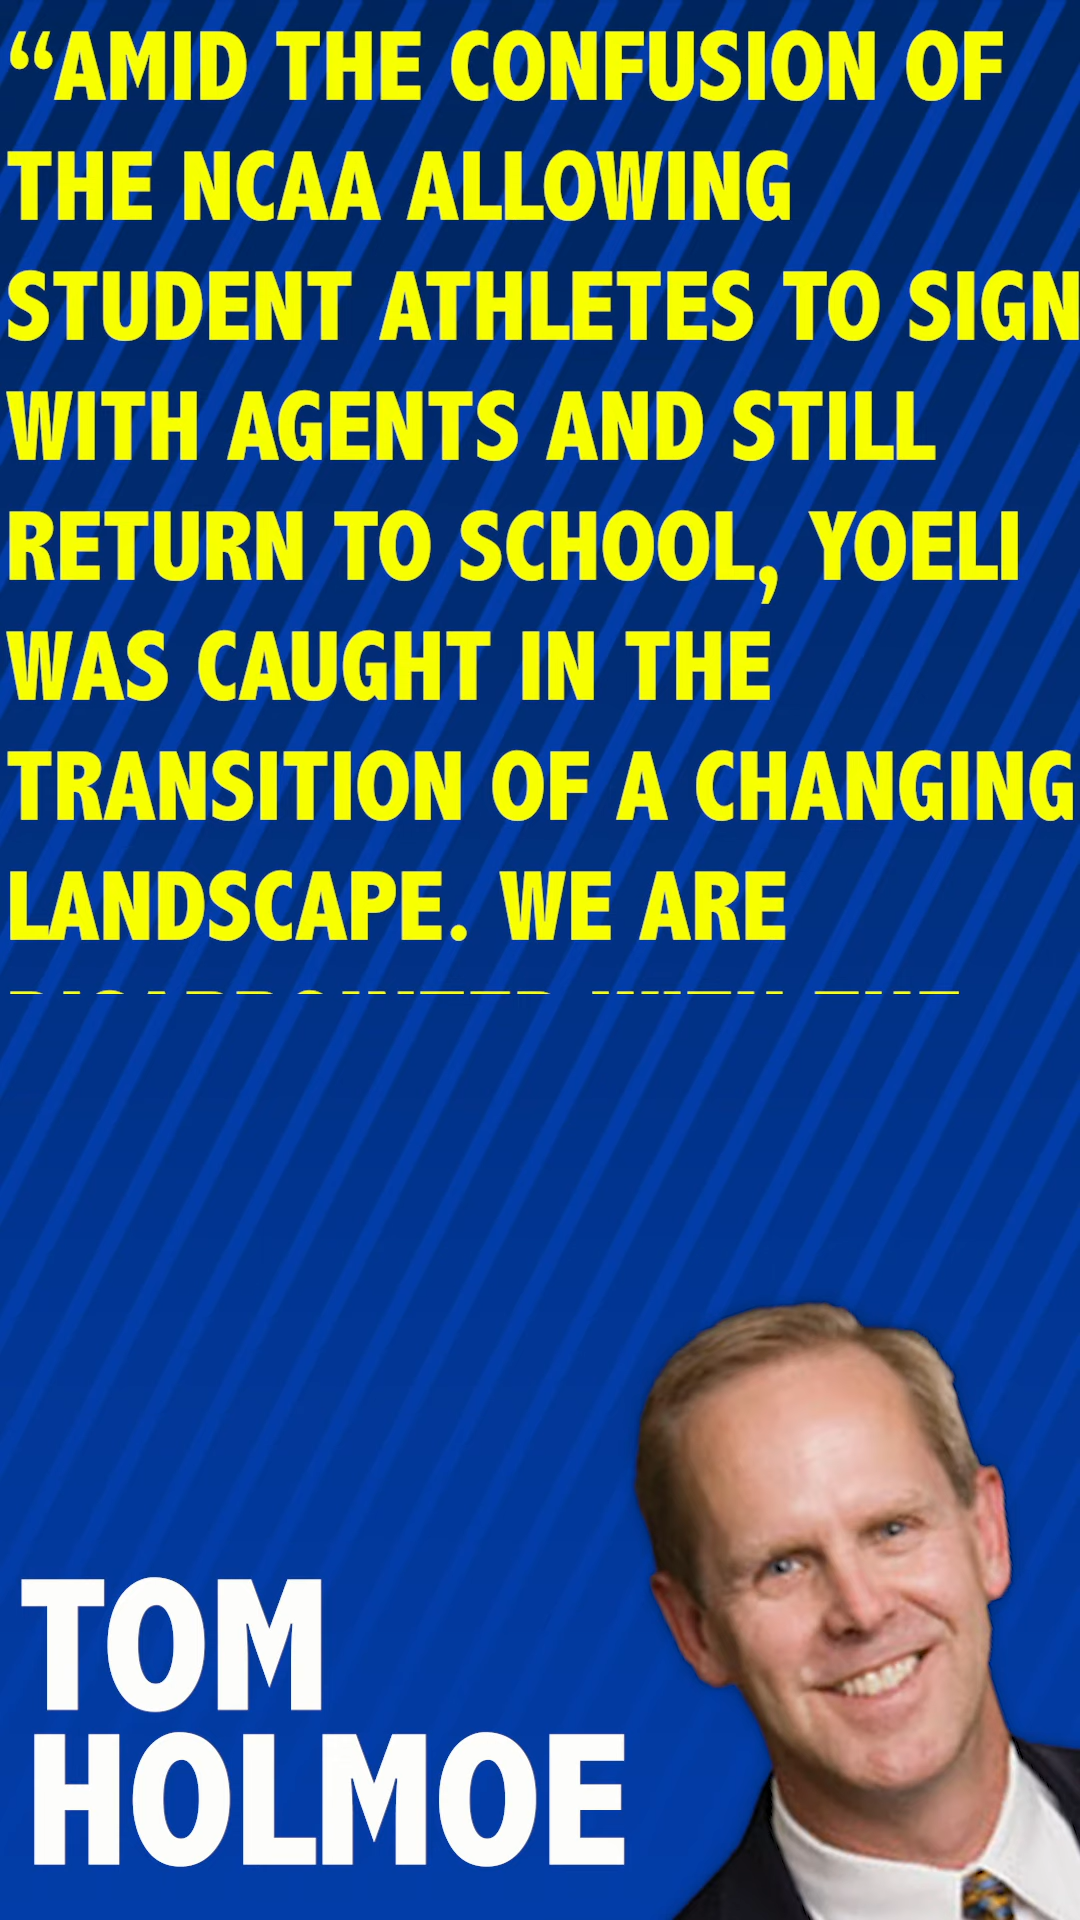 “AMID THE CONFUSION OF
THE NCAA ALLOWING
STUDENT ATHLETES TO SIGN
WITH AGENTS AND STILL
RETURN TO SCHOOL, YOELI
WAS CAUGHT IN THE
TRANSITION OF A CHANGING
LANDSCAPE. WE ARE
TOM
HOLMOE